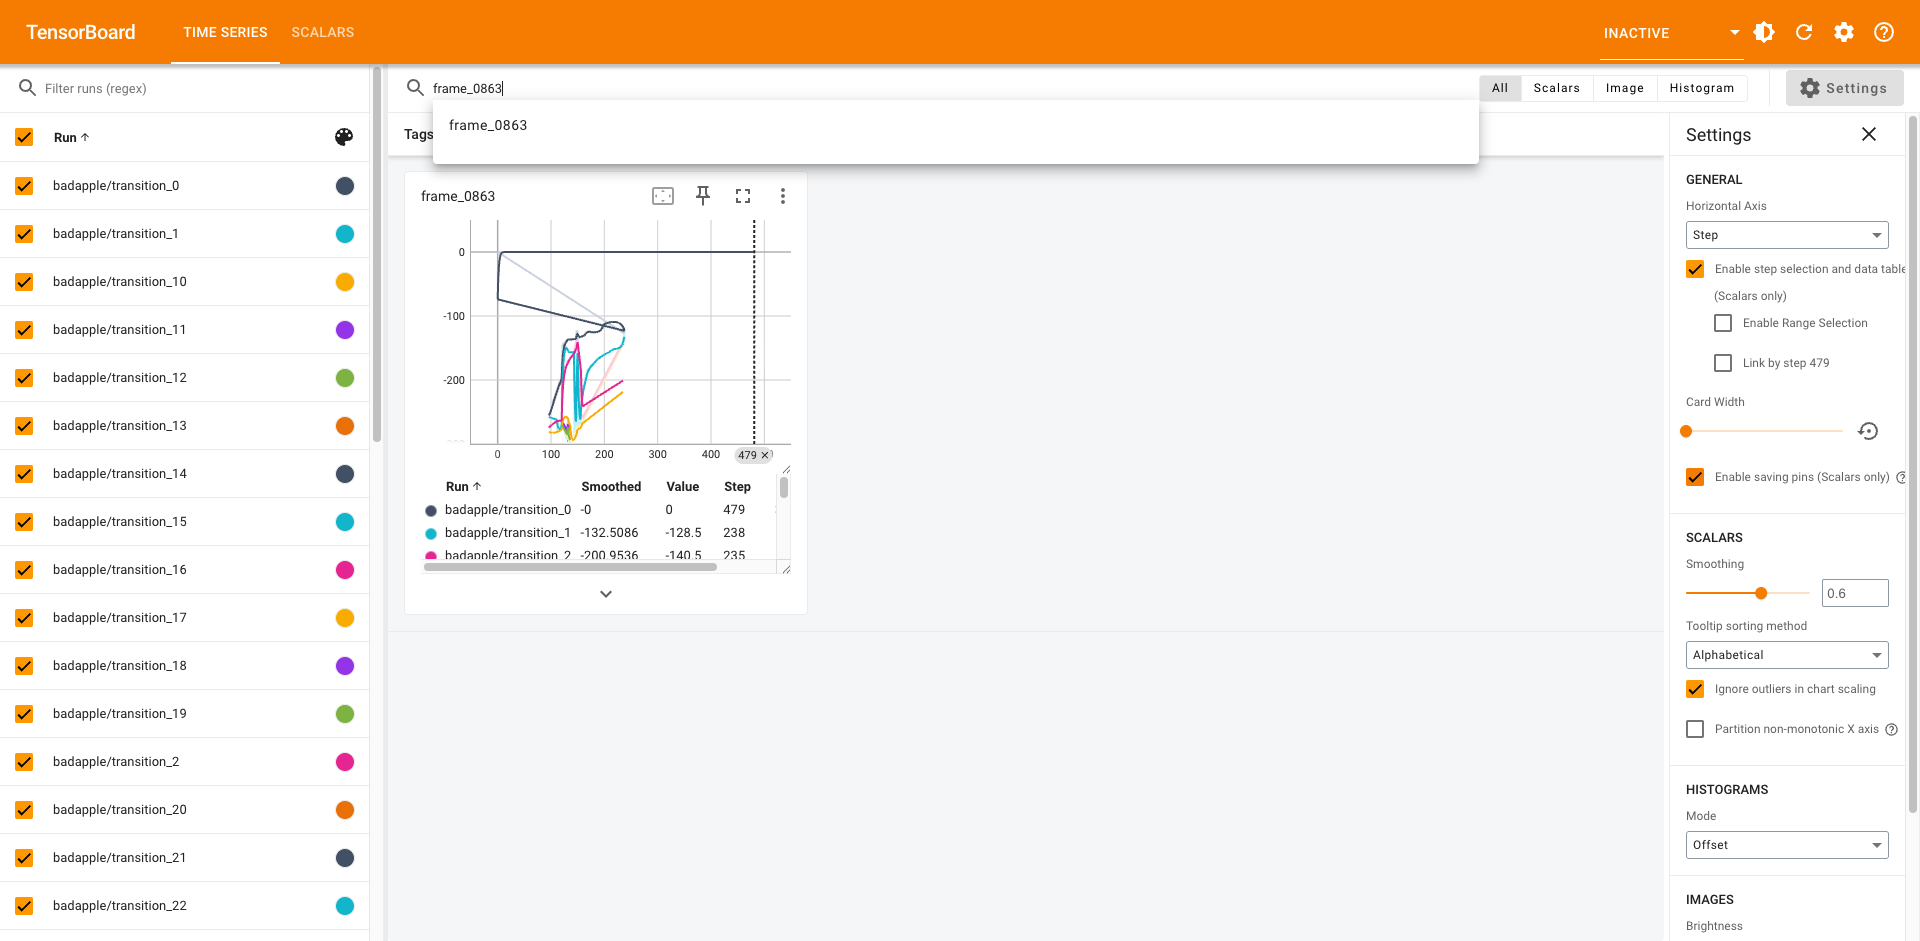 TensorBoard
TIME SERIES
SCALARS
INACTIVE
Filter runs (regex)
frame_0863
All
Scalars
Image
Histogram
Settings
frame_0863
Run
Tags
Settings
badapple/transition_0
badapple/transition_1
badapple/transition_10
badapple/transition_11
badapple/transition_12
badapple/transition_13
badapple/transition_14
badapple/transition_15
badapple/transition_16
badapple/transition_17
badapple/transition_18
badapple/transition_19
badapple/transition_2
badapple/transition_20
badapple/transition_21
badapple/transition_22
frame_0863
0
-100
-200
0 100 200 300 400
479
Run Smoothed Value Step
badapple/transition_0 -0 0 479
badapple/transition_1 -132.5086 -128.5 238
badapple/transition_2 -200.9536 -140.5 235
GENERAL
Horizontal Axis
Step
Enable step selection and data table
(Scalars only)
Enable Range Selection
Link by step 479
Card Width
Enable saving pins (Scalars only)
SCALARS
Smoothing
0.6
Tooltip sorting method
Alphabetical
Ignore outliers in chart scaling
Partition non-monotonic X axis
HISTOGRAMS
Mode
Offset
IMAGES
Brightness